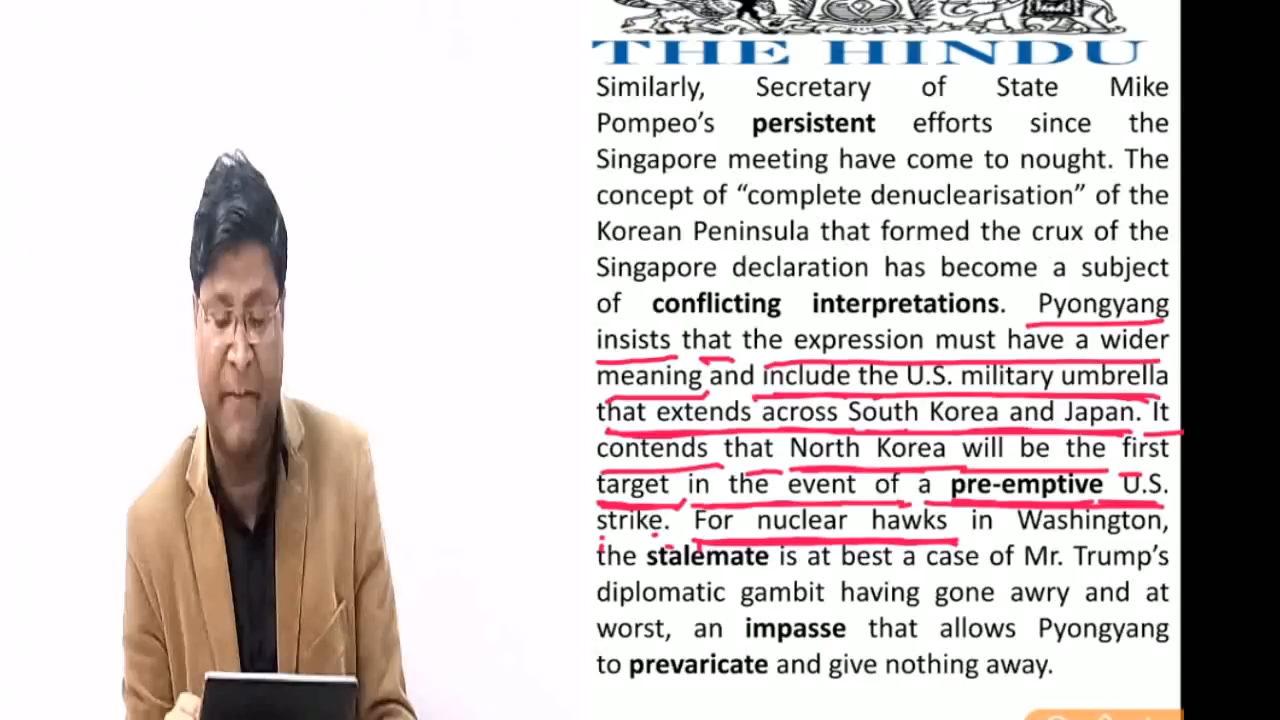 THE HINDU
Similarly, Secretary of State Mike
Pompeo’s persistent efforts since the
Singapore meeting have come to nought. The
concept of “complete denuclearisation” of the
Korean Peninsula that formed the crux of the
Singapore declaration has become a subject
of conflicting interpretations. Pyongyang
insists that the expression must have a wider
meaning and include the U.S. military umbrella
that extends across South Korea and Japan. It
contends that North Korea will be the first
target in the event of a pre-emptive U.S.
strike. For nuclear hawks in Washington,
the stalemate is at best a case of Mr. Trump’s
diplomatic gambit having gone awry and at
worst, an impasse that allows Pyongyang
to prevaricate and give nothing away.